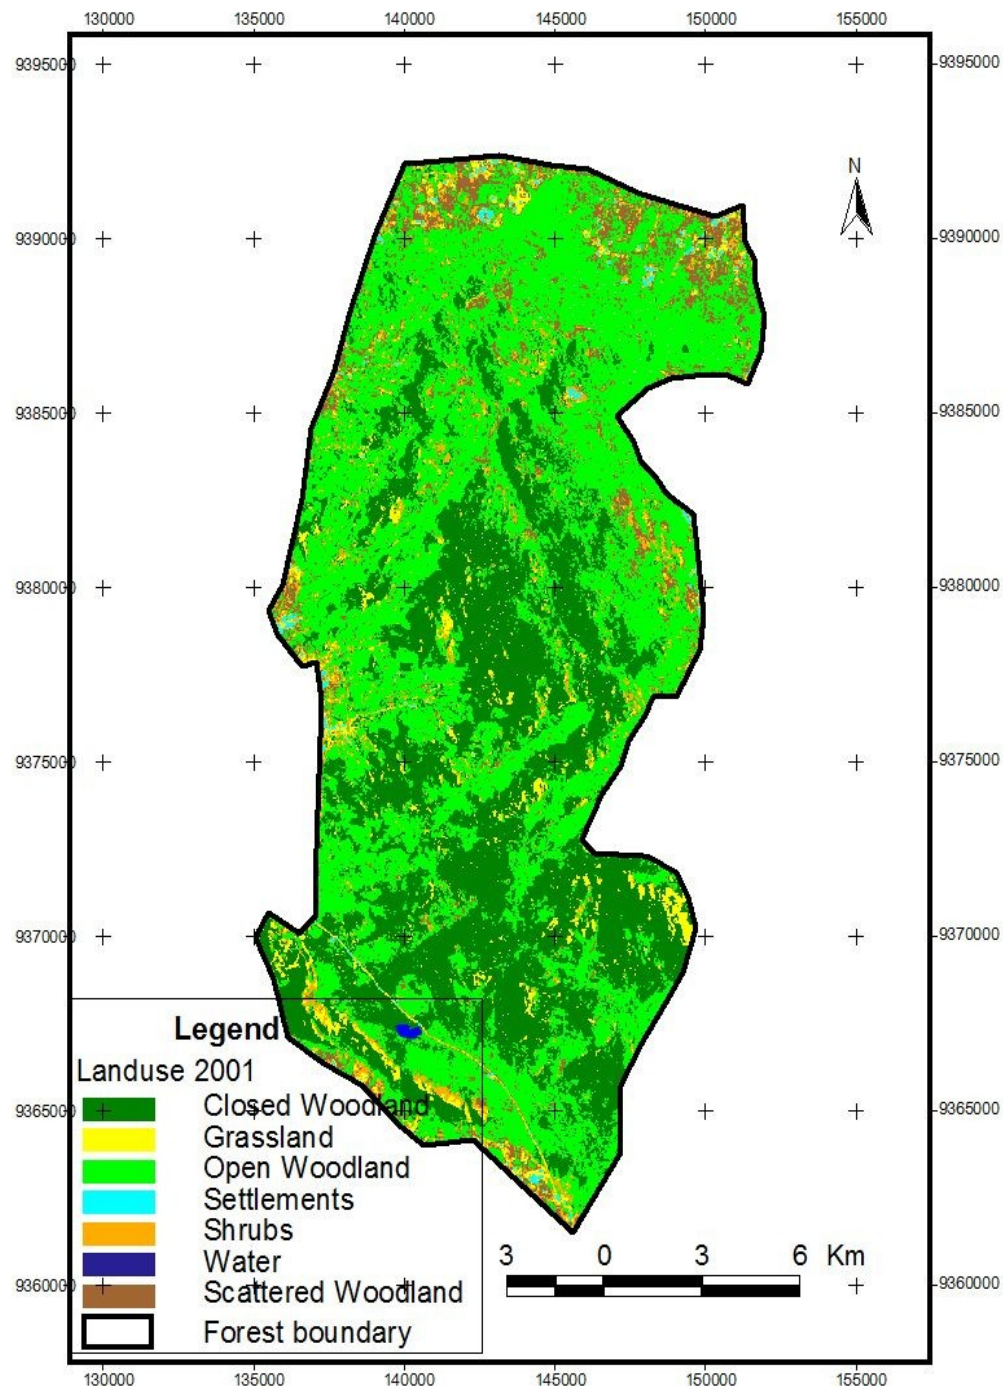 130000 135000 140000 145000 150000 155000
9395000 9395000
N
9390000 9390000
9385000 9385000
9380000 9380000
9375000 9375000
9370000 9370000
Legend
Landuse 2001
Closed Woodland
9365000 9365000
Grassland
Open Woodland
Settlements
Shrubs
Water
3 0 3 6 Km
9360000 9360000
Scattered Woodland
Forest boundary
130000 135000 140000 145000 150000 155000